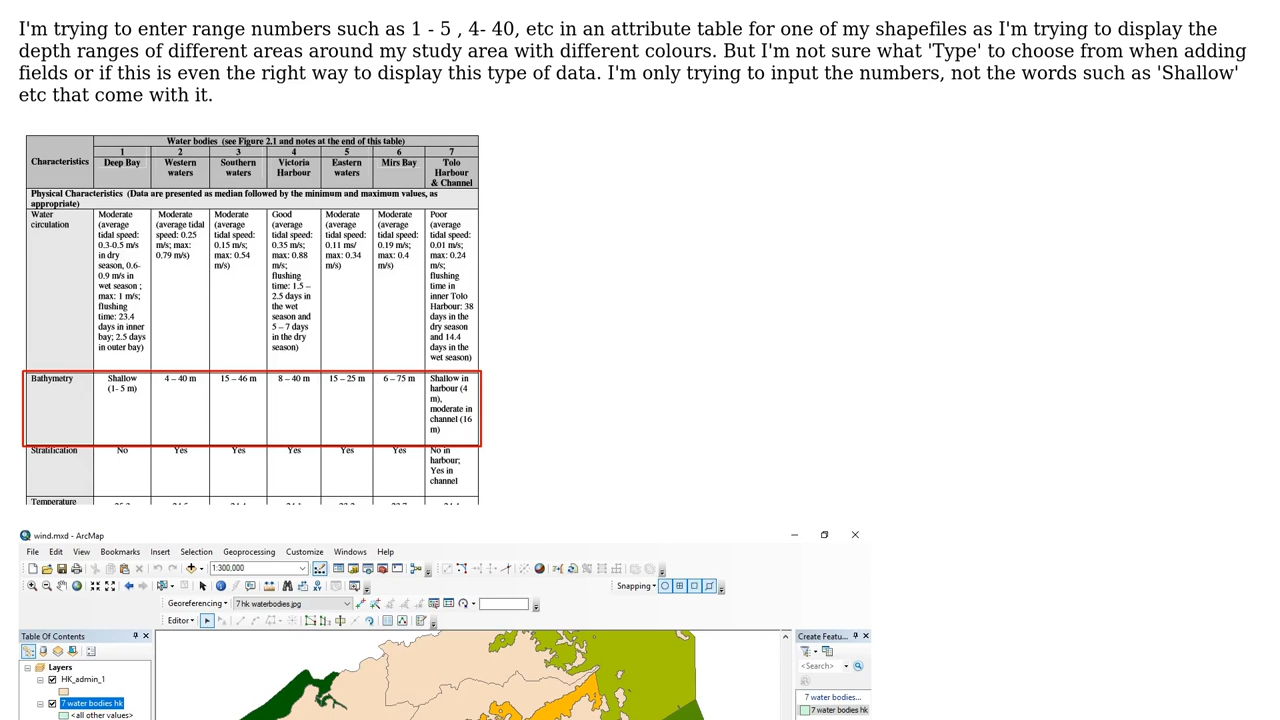 I'm trying to enter range numbers such as 1 - 5 , 4- 40, etc in an attribute table for one of my shapefiles as I'm trying to display the
depth ranges of different areas around my study area with different colours. But I'm not sure what 'Type' to choose from when adding
fields or if this is even the right way to display this type of data. I'm only trying to input the numbers, not the words such as 'Shallow'
etc that come with it.
Characteristics
Water bodies (see Figure 2.1 and notes at the end of this table)
1 2 3 4 5 6 7
Deep Bay
Western
waters
Southern
waters
Victoria
Harbour
Eastern
waters
Mirs Bay
Tolo
Harbour
& Channel
Physical Characteristics (Data are presented as median followed by the minimum and maximum values, as
appropriate)
Water
circulation
Moderate
(average
tidal speed:
0.3-0.5 m/s
in dry
season, 0.6-
0.9 m/s in
wet season ;
max: 1 m/s;
flushing
time: 23.4
days in inner
bay; 2.5 days
in outer bay)
Moderate
(average tidal
speed: 0.25
m/s; max:
0.79 m/s)
Moderate
(average
tidal speed:
0.15 m/s;
max: 0.54
m/s)
Good
(average
tidal speed:
0.35 m/s;
max: 0.88
m/s;
flushing
time: 1.5 –
2.5 days in
the wet
season and
5 – 7 days
in the dry
season)
Moderate
(average
tidal speed:
0.11 ms/
max: 0.34
m/s)
Moderate
(average
tidal speed:
0.19 m/s;
max: 0.4
m/s)
Poor
(average
tidal speed:
0.01 m/s;
max: 0.24
m/s;
flushing
time in
inner Tolo
Harbour: 38
days in the
dry season
and 14.4
days in the
wet season)
Bathymetry
Shallow
(1- 5 m)
4 – 40 m
15 – 46 m
8 – 40 m
15 – 25 m
6 – 75 m
Shallow in
harbour (4
m),
moderate in
channel (16
m)
Stratification
No
Yes
Yes
Yes
Yes
Yes
No in
harbour;
Yes in
channel
Temperature
wind.mxd - ArcMap
File Edit View Bookmarks Insert Selection Geoprocessing Customize Windows Help
1:300,000
Snapping
Georeferencing 7 hk waterbodies.jpg
Editor
Table Of Contents
Layers
HK_admin_1
7 water bodies hk
<all other values>
Create Featu...
<Search>
7 water bodies...
7 water bodies hk